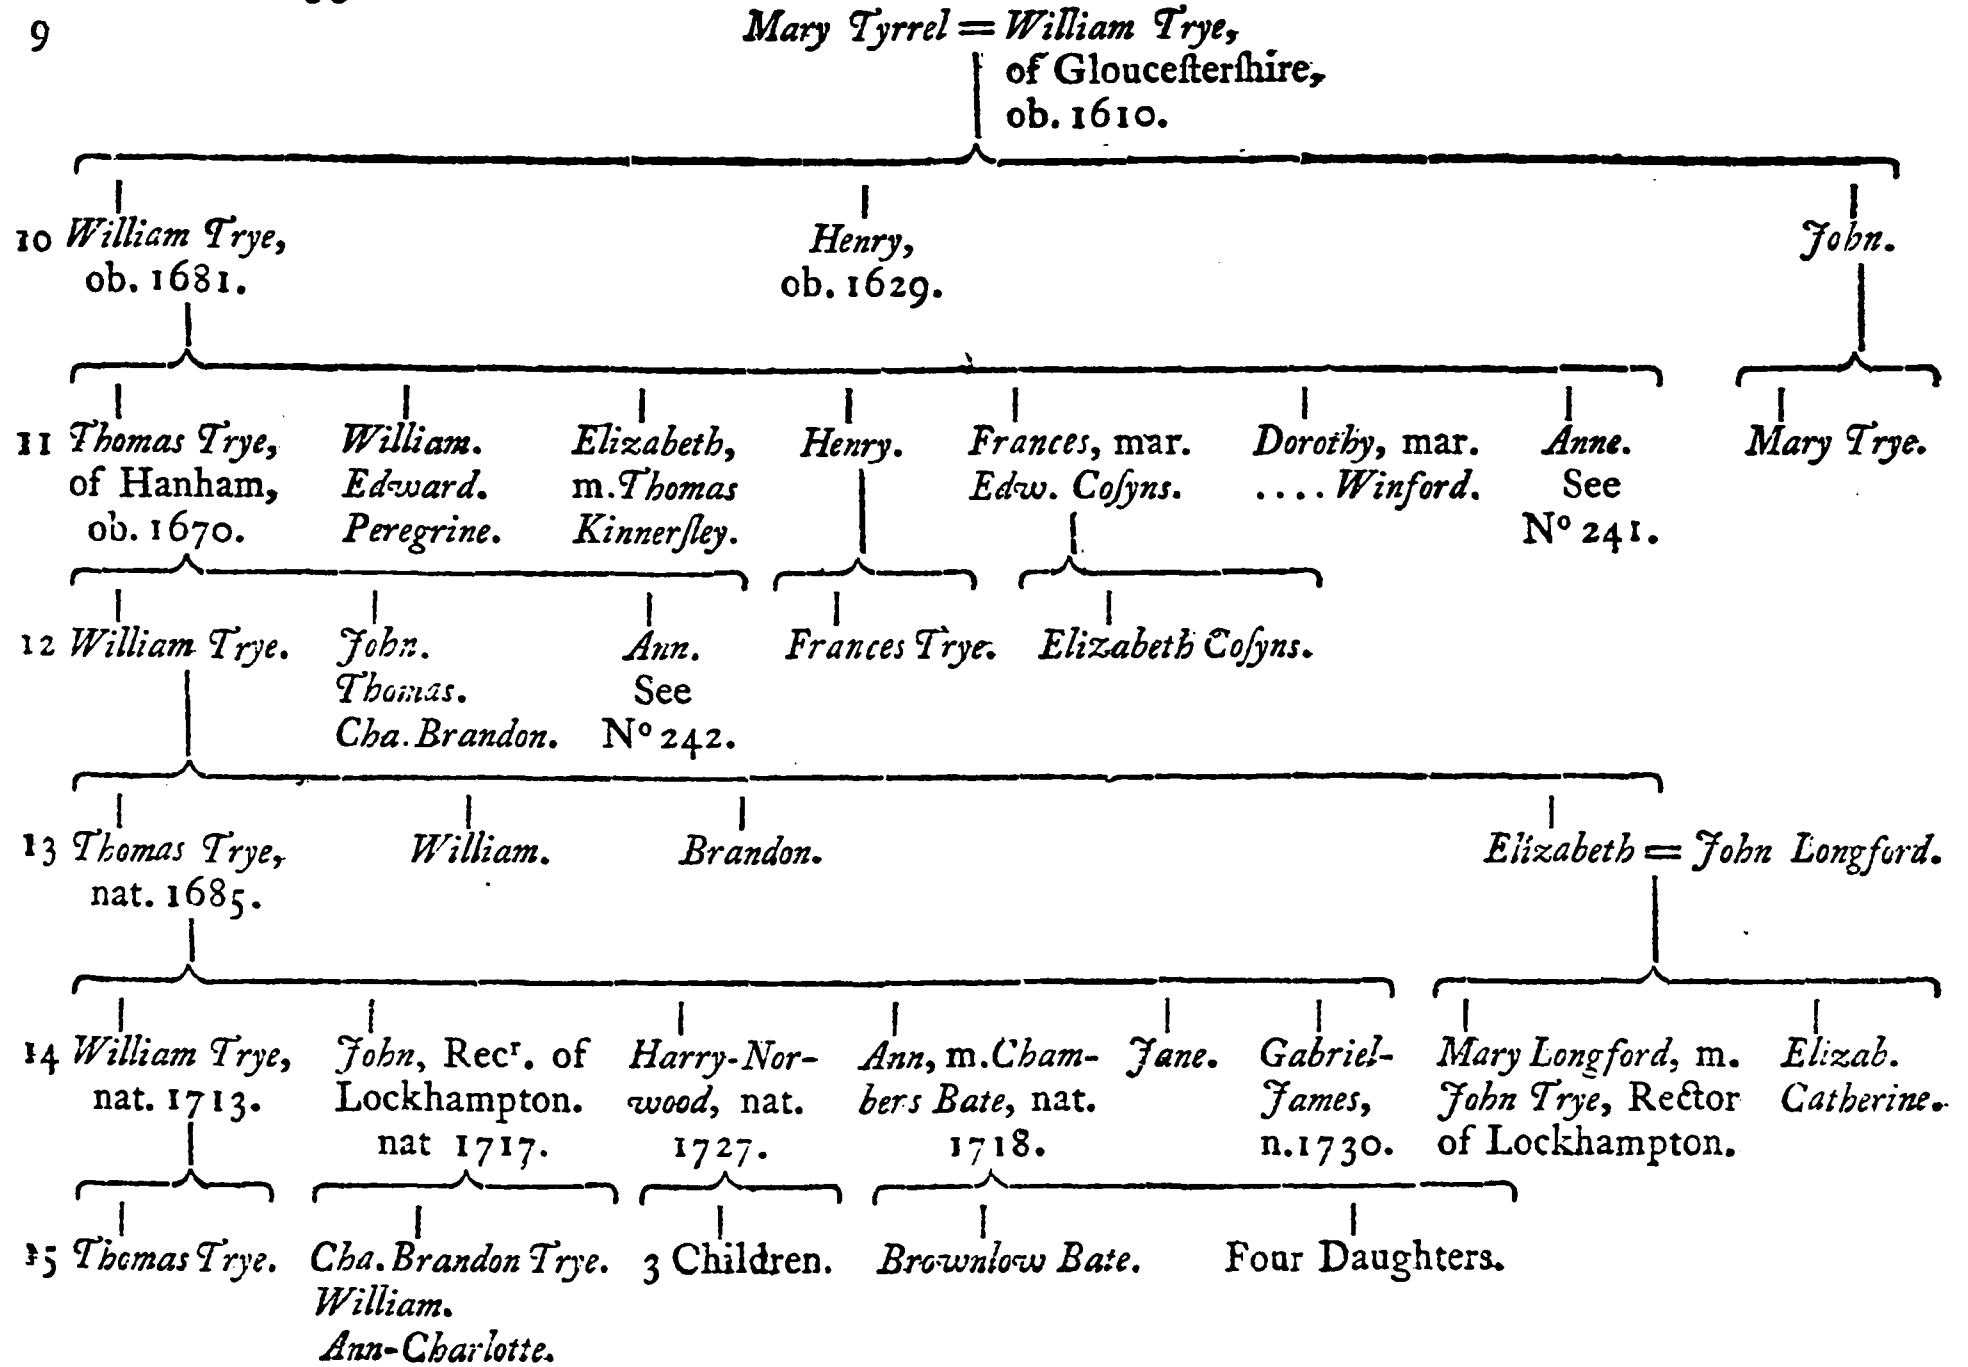 9
Mary Tyrrel = William Trye,
of Glouceſterſhire,
ob. 1610.
10 William Trye,
ob. 1681.
Henry,
ob. 1629.
John.
11 Thomas Trye,
of Hanham,
ob. 1670.
William.
Edward.
Peregrine.
Elizabeth,
m. Thomas
Kinnerſley.
Henry.
Frances, mar.
Edw. Coſyns.
Dorothy, mar.
.... Winford.
Anne.
See
Nº 241.
Mary Trye.
12 William Trye.
John.
Thomas.
Cha. Brandon.
Ann.
See
Nº 242.
Frances Trye.
Elizabeth Coſyns.
13 Thomas Trye,
nat. 1685.
William.
Brandon.
Elizabeth = John Longford.
14 William Trye,
nat. 1713.
John, Recʳ. of
Lockhampton.
nat 1717.
Harry-Nor-
wood, nat.
1727.
Ann, m. Cham-
bers Bate, nat.
1718.
Jane.
Gabriel-
James,
n. 1730.
Mary Longford, m.
John Trye, Rector
of Lockhampton.
Elizab.
Catherine.
15 Thomas Trye.
Cha. Brandon Trye.
William.
Ann-Charlotte.
3 Children.
Brownlow Bate.
Four Daughters.